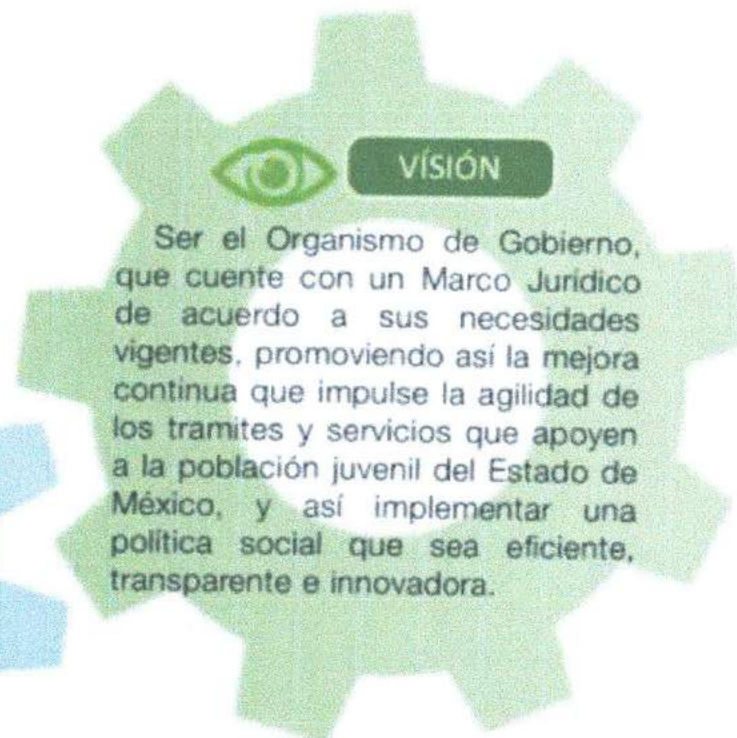 VÍSIÓN
Ser el Organismo de Gobierno,
que cuente con un Marco Jurídico
de acuerdo a sus necesidades
vigentes, promoviendo así la mejora
continua que impulse la agilidad de
los tramites y servicios que apoyen
a la población juvenil del Estado de
México, y así implementar una
política social que sea eficiente,
transparente e innovadora.